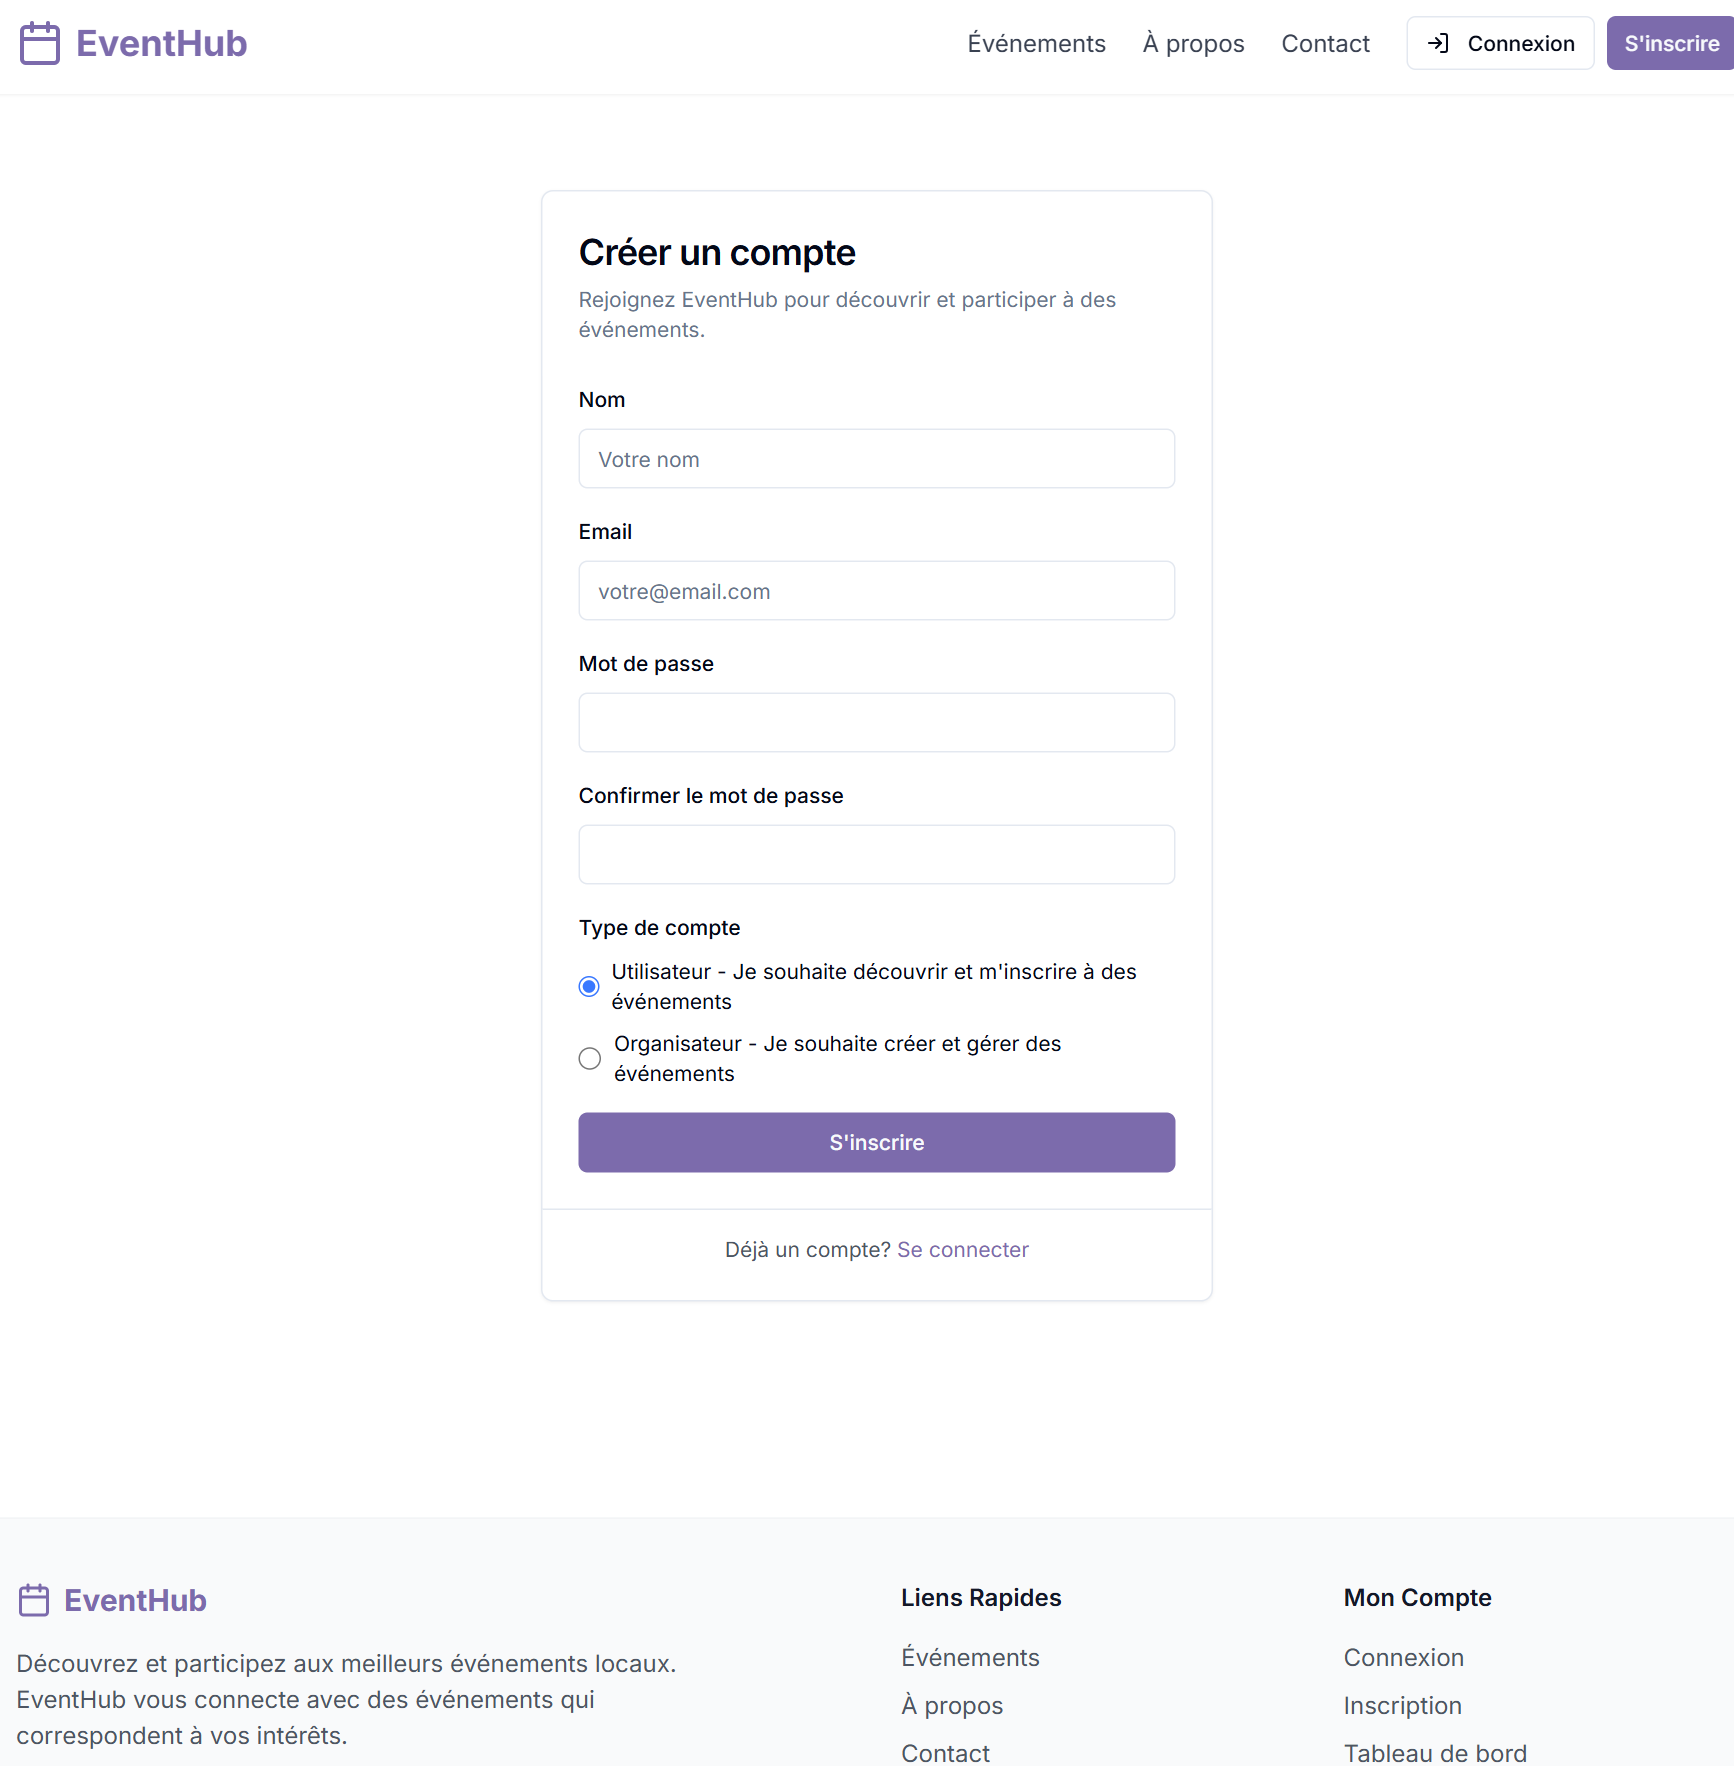 EventHub
Événements
À propos
Contact
Connexion
S'inscrire
Créer un compte
Rejoignez EventHub pour découvrir et participer à des
événements.
Nom
Votre nom
Email
votre@email.com
Mot de passe
Confirmer le mot de passe
Type de compte
Utilisateur - Je souhaite découvrir et m'inscrire à des
événements
Organisateur - Je souhaite créer et gérer des
événements
S'inscrire
Déjà un compte? Se connecter
EventHub
Découvrez et participez aux meilleurs événements locaux.
EventHub vous connecte avec des événements qui
correspondent à vos intérêts.
Liens Rapides
Événements
À propos
Contact
Mon Compte
Connexion
Inscription
Tableau de bord